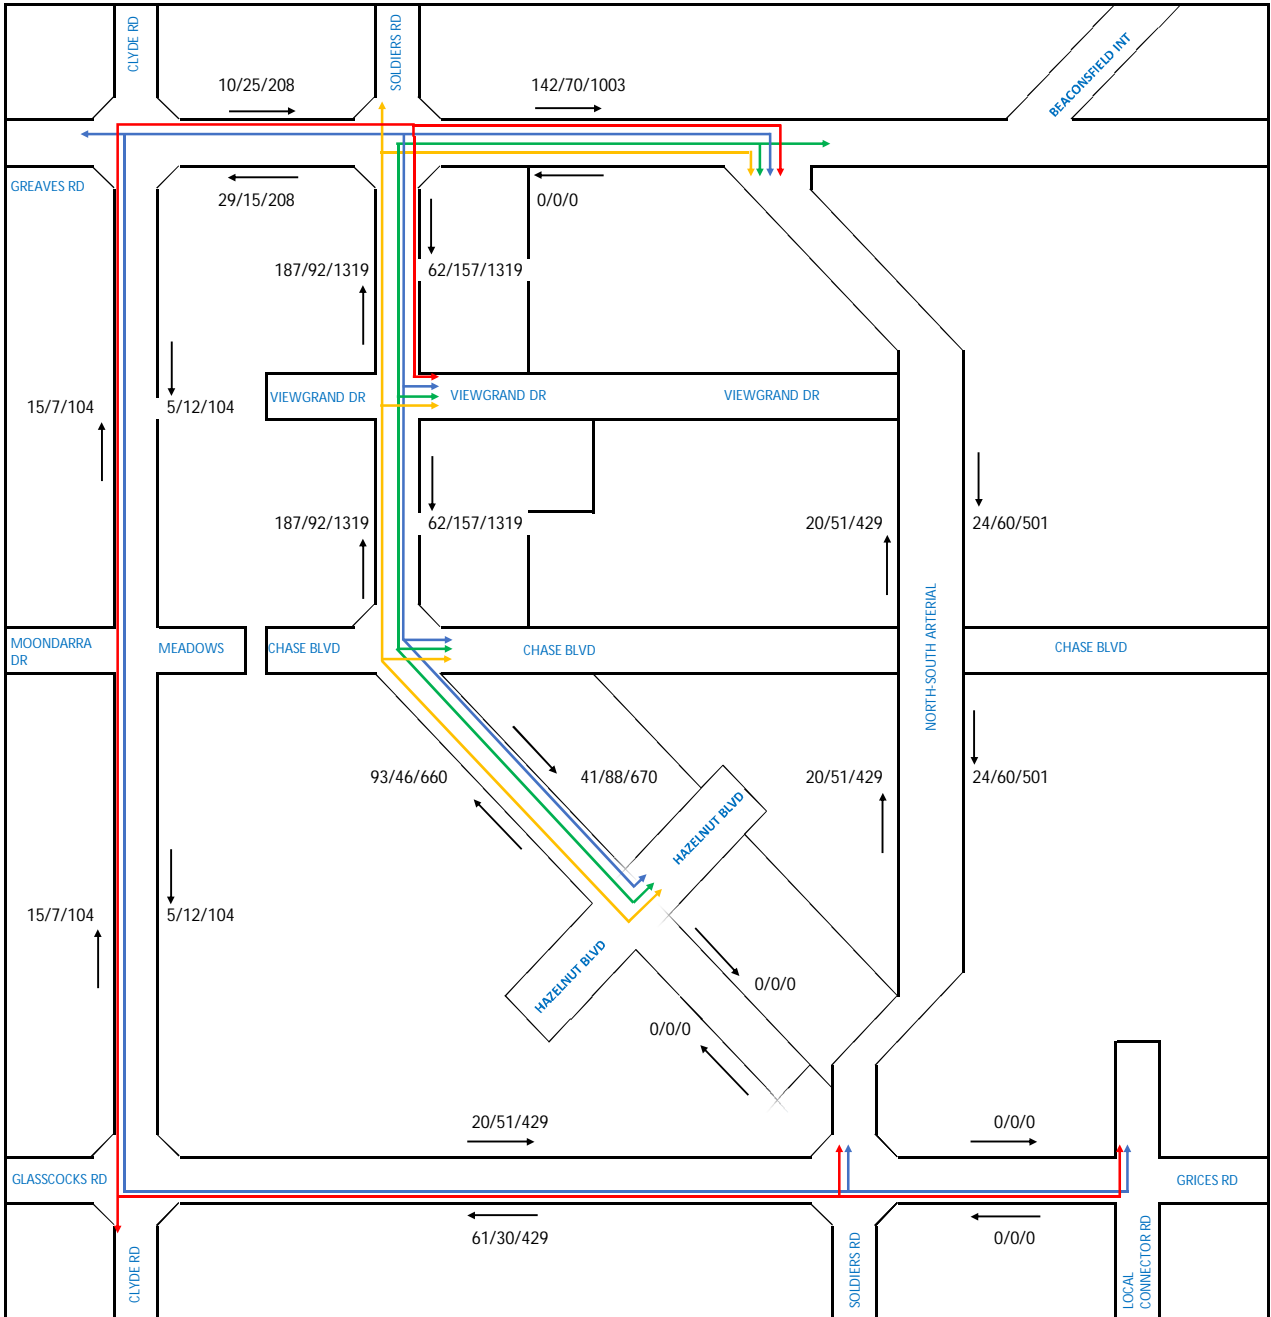 CLYDE RD
SOLDIERS RD
BEACONSFIELD INT
10/25/208
142/70/1003
GREAVES RD
29/15/208
0/0/0
187/92/1319
62/157/1319
15/7/104
5/12/104
VIEWGRAND DR
VIEWGRAND DR
VIEWGRAND DR
187/92/1319
62/157/1319
20/51/429
24/60/501
NORTH-SOUTH ARTERIAL
MOONDARRA
DR
MEADOWS
CHASE BLVD
CHASE BLVD
CHASE BLVD
93/46/660
41/88/670
20/51/429
24/60/501
HAZELNUT BLVD
15/7/104
5/12/104
HAZELNUT BLVD
0/0/0
0/0/0
20/51/429
0/0/0
GLASSCOCKS RD
GRICES RD
61/30/429
0/0/0
CLYDE RD
SOLDIERS RD
LOCAL
CONNECTOR RD